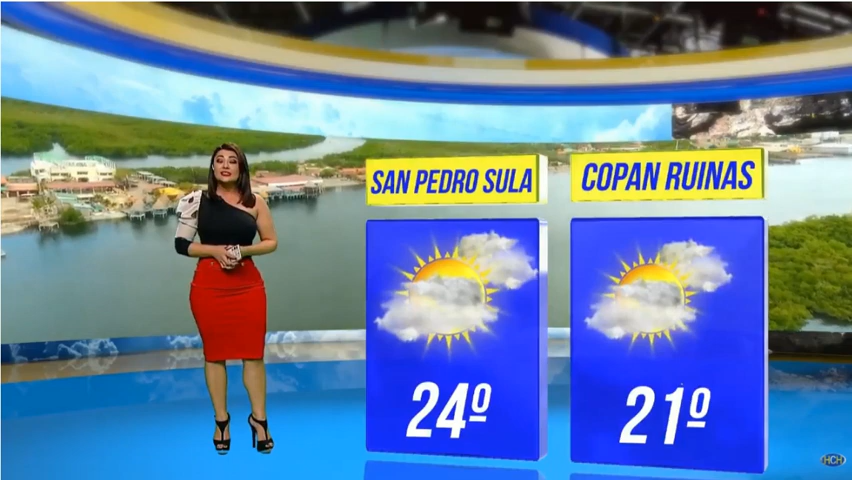 SAN PEDRO SULA
COPAN RUINAS
24º
21º
HCH